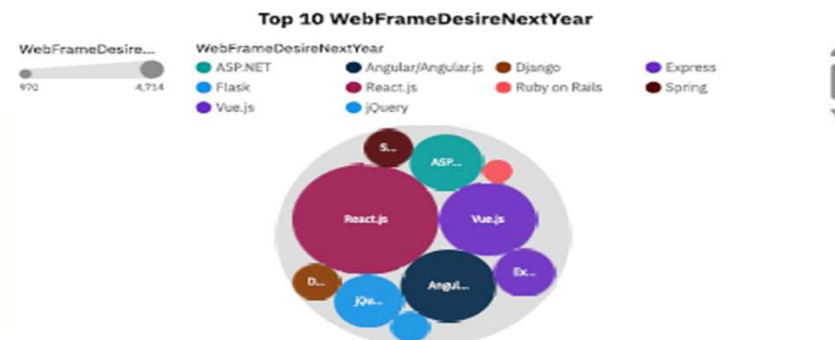 Top 10 WebFrameDesireNextYear
WebFrameDesire...
970
4,714
WebFrameDesireNextYear
ASP.NET
Angular/Angular.js
Django
Express
Flask
React.js
Ruby on Rails
Spring
Vue.js
jQuery
S...
ASP...
React.js
Vue.js
D...
jQu...
Angul...
Ex...